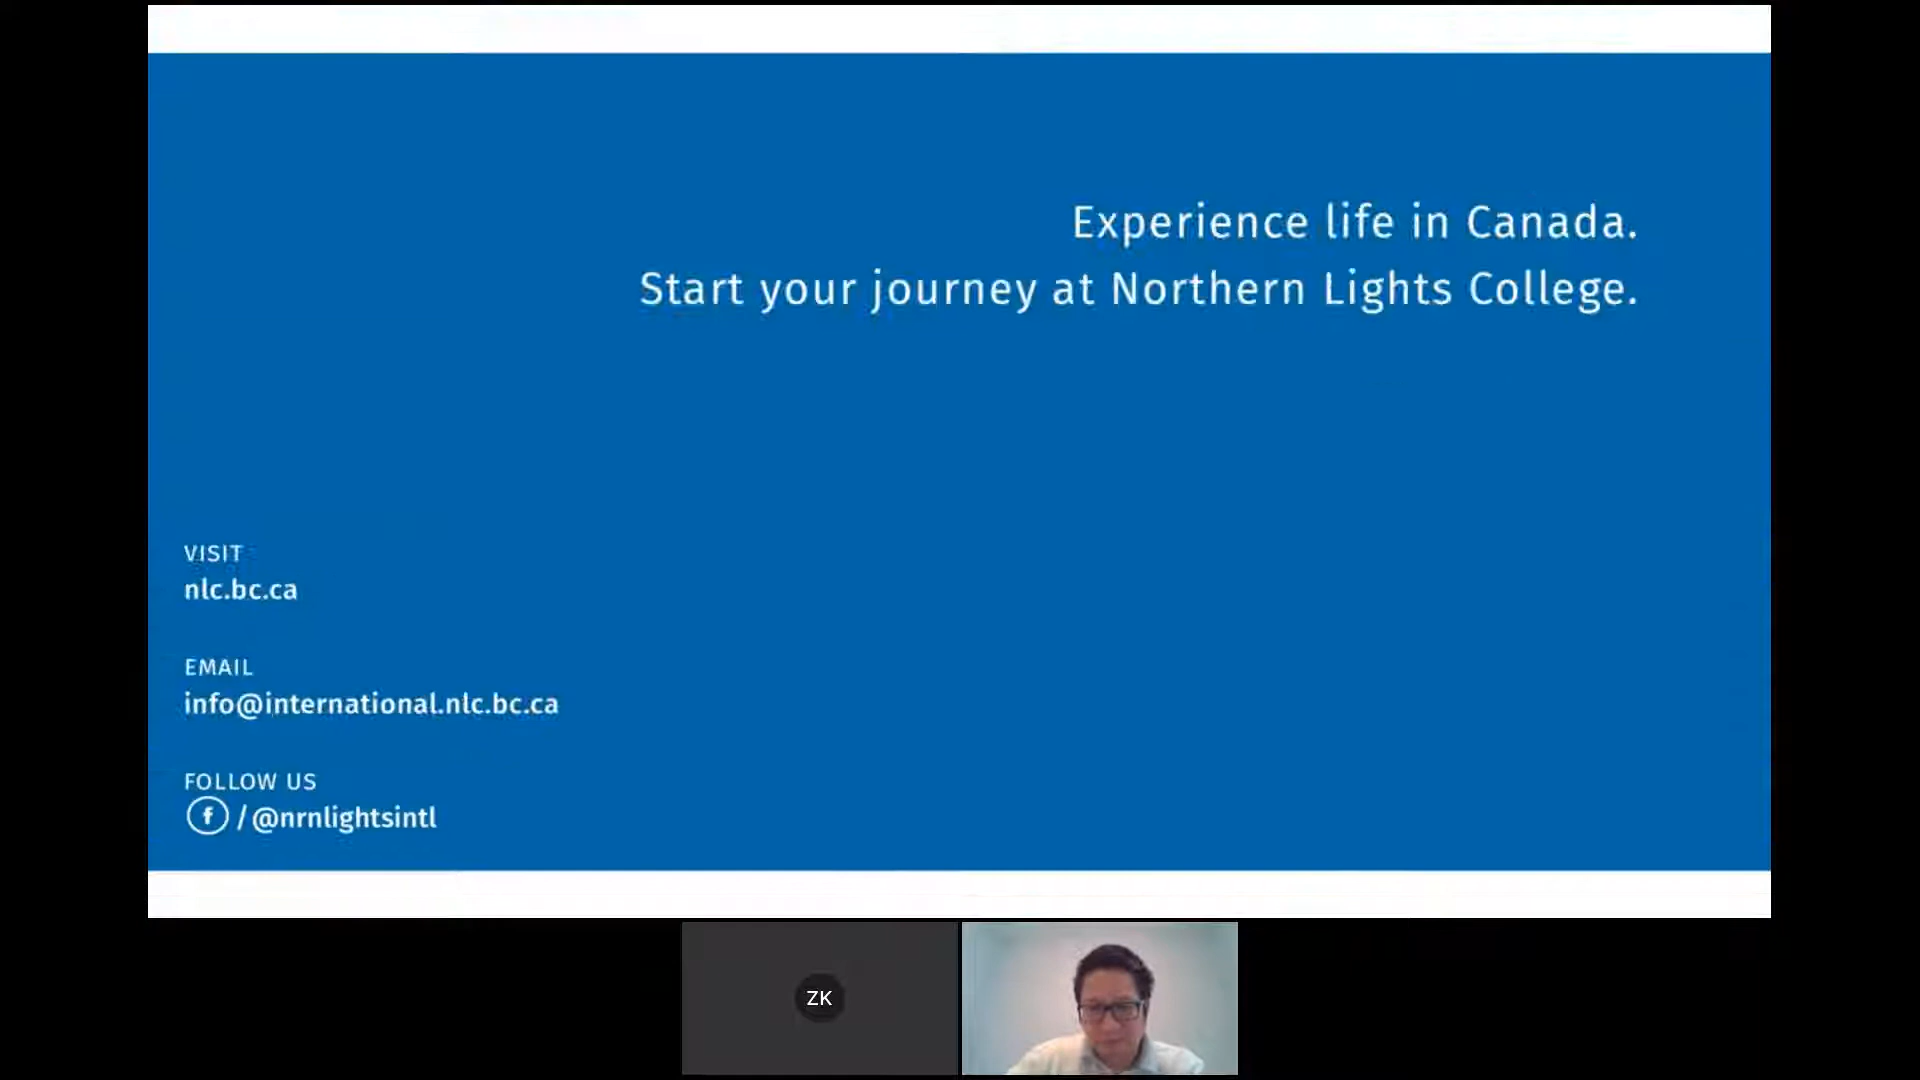 Experience life in Canada.
Start your journey at Northern Lights College.
VISIT
nlc.bc.ca
EMAIL
info@international.nlc.bc.ca
FOLLOW US
f / @nrnlightsintl
ZK